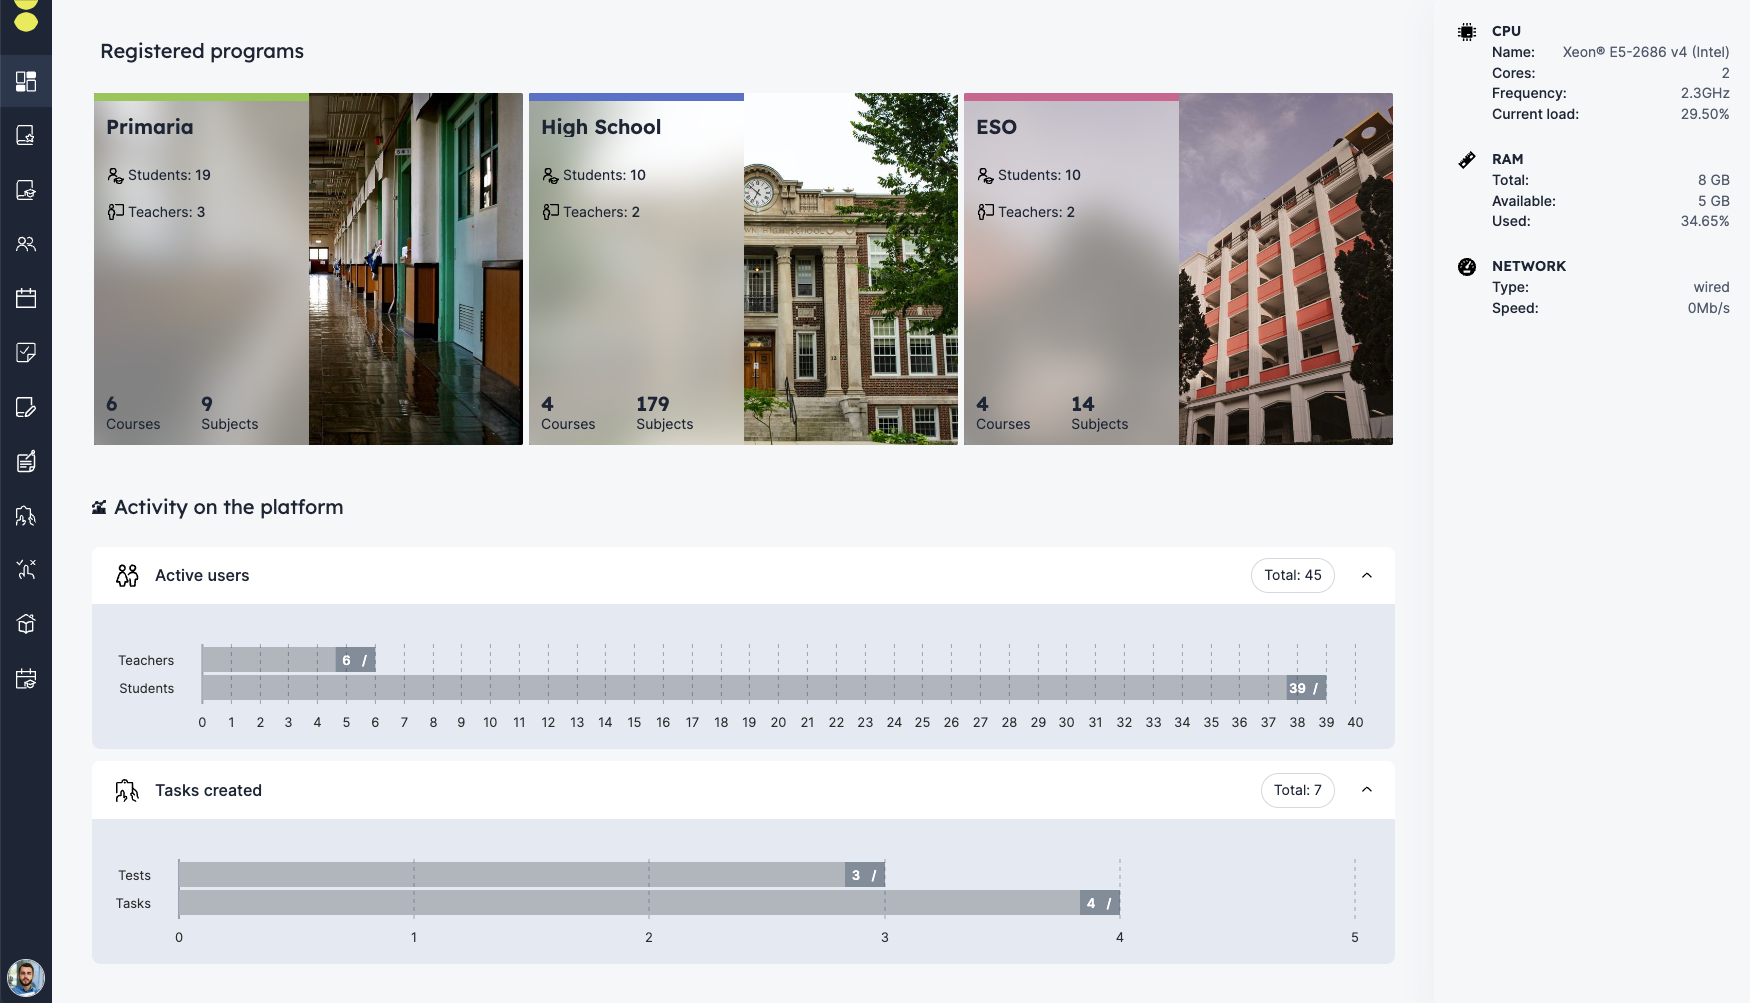 Registered programs
Primaria
Students: 19
Teachers: 3
6 9
Courses Subjects
High School
Students: 10
Teachers: 2
4 179
Courses Subjects
WN HIGH SCHOOL
12
ESO
Students: 10
Teachers: 2
4 14
Courses Subjects
Activity on the platform
Active users Total: 45
Teachers 6 /
Students 39 /
0 1 2 3 4 5 6 7 8 9 10 11 12 13 14 15 16 17 18 19 20 21 22 23 24 25 26 27 28 29 30 31 32 33 34 35 36 37 38 39 40
Tasks created Total: 7
Tests 3 /
Tasks 4 /
0 1 2 3 4 5
CPU
Name: Xeon® E5-2686 v4 (Intel)
Cores: 2
Frequency: 2.3GHz
Current load: 29.50%
RAM
Total: 8 GB
Available: 5 GB
Used: 34.65%
NETWORK
Type: wired
Speed: 0Mb/s